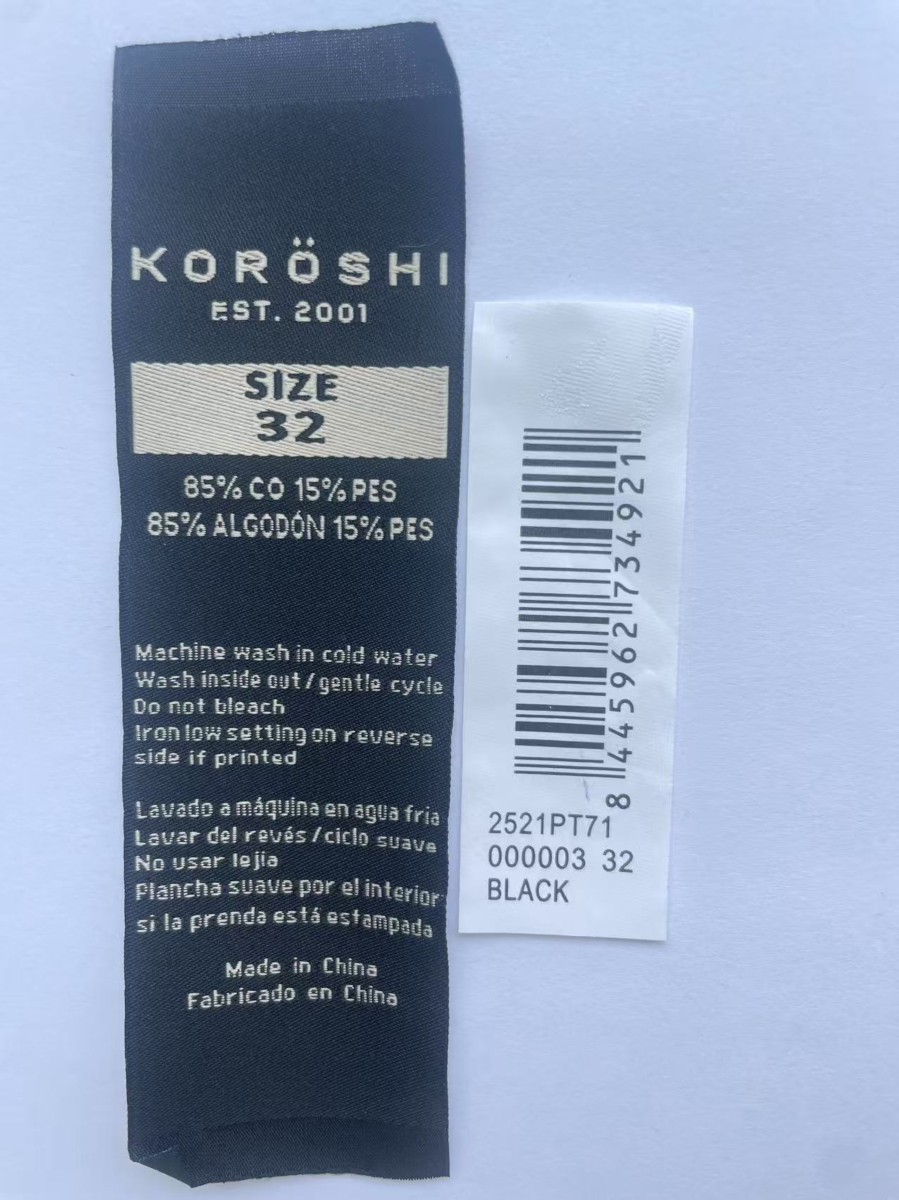 KORÖSHI
EST. 2001
SIZE
32
85% CO 15% PES
85% ALGODÓN 15% PES
Machine wash in cold water
Wash inside out/gentle cycle
Do not bleach
Iron low setting on reverse
side if printed
Lavado a máquina en agua fria
Lavar del revés/ciclo suave
No usar lejia
Plancha suave por el interior
si la prenda está estampada
Made in China
Fabricado en China
8 445962 734921
2521PT71
000003 32
BLACK